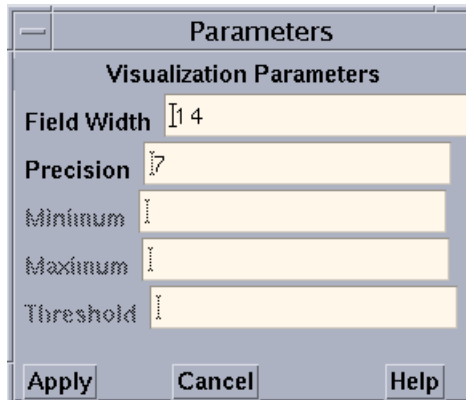 Parameters
Visualization Parameters
Field Width 14
Precision 7
Minimum
Maximum
Threshold
Apply Cancel Help